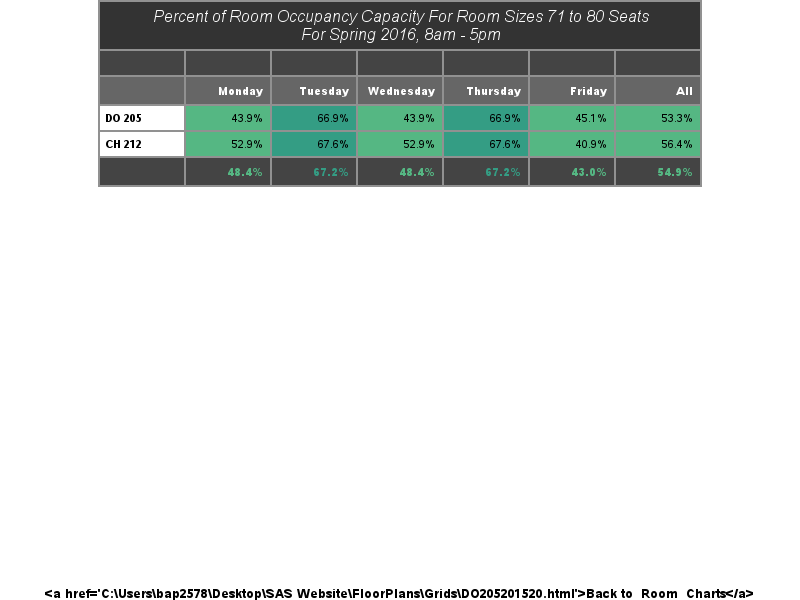 Percent of Room Occupancy Capacity For Room Sizes 71 to 80 Seats
For Spring 2016, 8am - 5pm
Monday Tuesday Wednesday Thursday Friday All
DO 205 43.9% 66.9% 43.9% 66.9% 45.1% 53.3%
CH 212 52.9% 67.6% 52.9% 67.6% 40.9% 56.4%
48.4% 67.2% 48.4% 67.2% 43.0% 54.9%
<a href='C:\Users\bap2578\Desktop\SAS Website\FloorPlans\Grids\DO205201520.html'>Back to Room Charts</a>